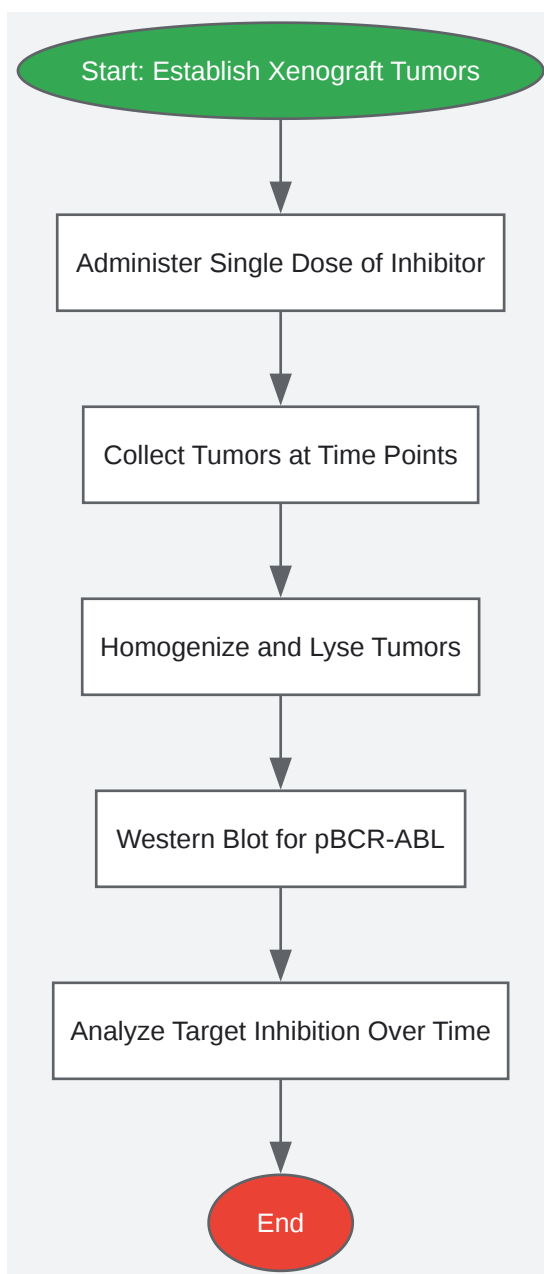 Start: Establish Xenograft Tumors
Administer Single Dose of Inhibitor
Collect Tumors at Time Points
Homogenize and Lyse Tumors
Western Blot for pBCR-ABL
Analyze Target Inhibition Over Time
End